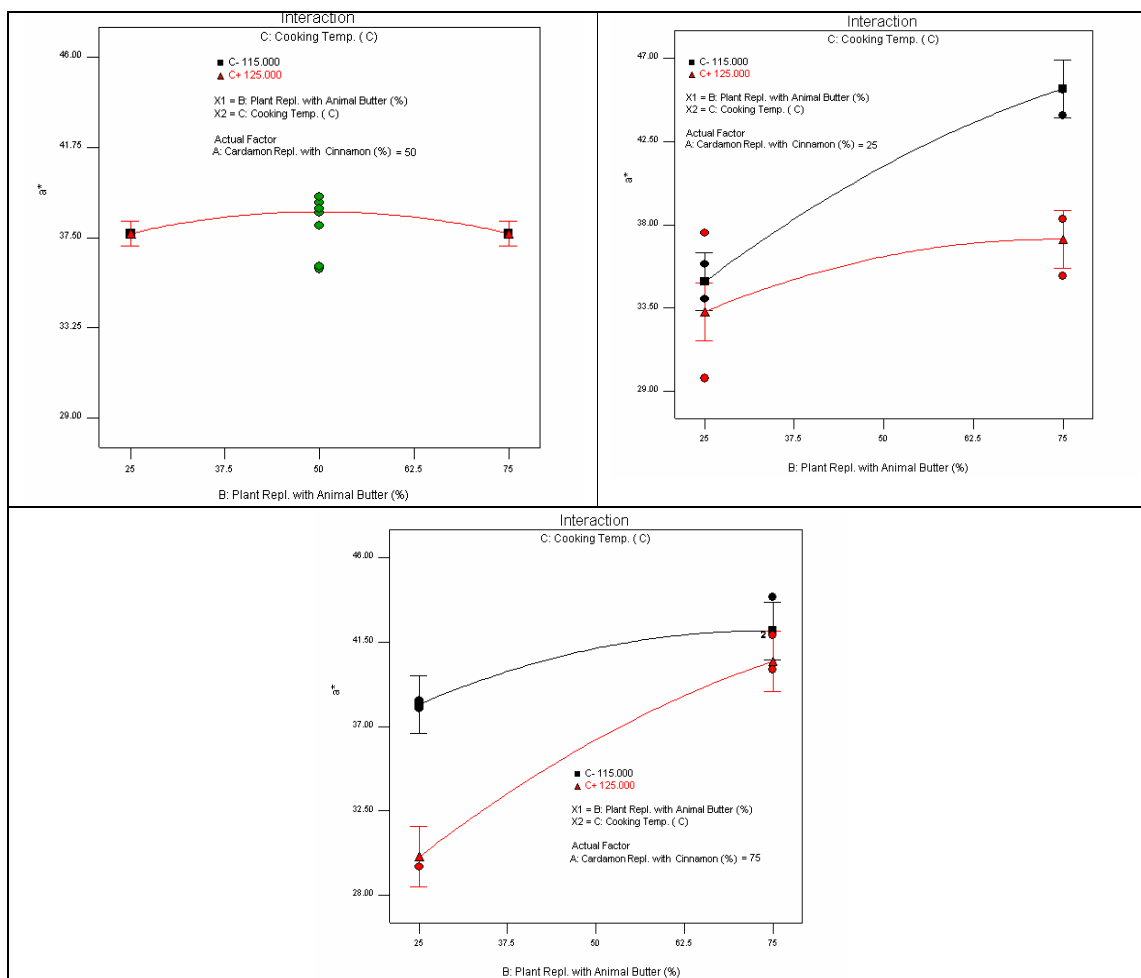 Interaction
C: Cooking Temp. ( C)
46.00
C- 115.000
C+ 125.000
X1 = B: Plant Repl. with Animal Butter (%)
X2 = C: Cooking Temp. ( C)
Actual Factor
A: Cardamon Repl. with Cinnamon (%) = 50
41.75
a*
37.50
33.25
29.00
25
37.5
50
62.5
75
B: Plant Repl. with Animal Butter (%)
Interaction
C: Cooking Temp. ( C)
47.00
C- 115.000
C+ 125.000
X1 = B: Plant Repl. with Animal Butter (%)
X2 = C: Cooking Temp. ( C)
Actual Factor
A: Cardamon Repl. with Cinnamon (%) = 25
42.50
a*
38.00
33.50
29.00
25
37.5
50
62.5
75
B: Plant Repl. with Animal Butter (%)
Interaction
C: Cooking Temp. ( C)
46.00
41.50
2
a*
37.00
C- 115.000
C+ 125.000
X1 = B: Plant Repl. with Animal Butter (%)
X2 = C: Cooking Temp. ( C)
32.50
Actual Factor
A: Cardamon Repl. with Cinnamon (%) = 75
28.00
25
37.5
50
62.5
75
B: Plant Repl. with Animal Butter (%)